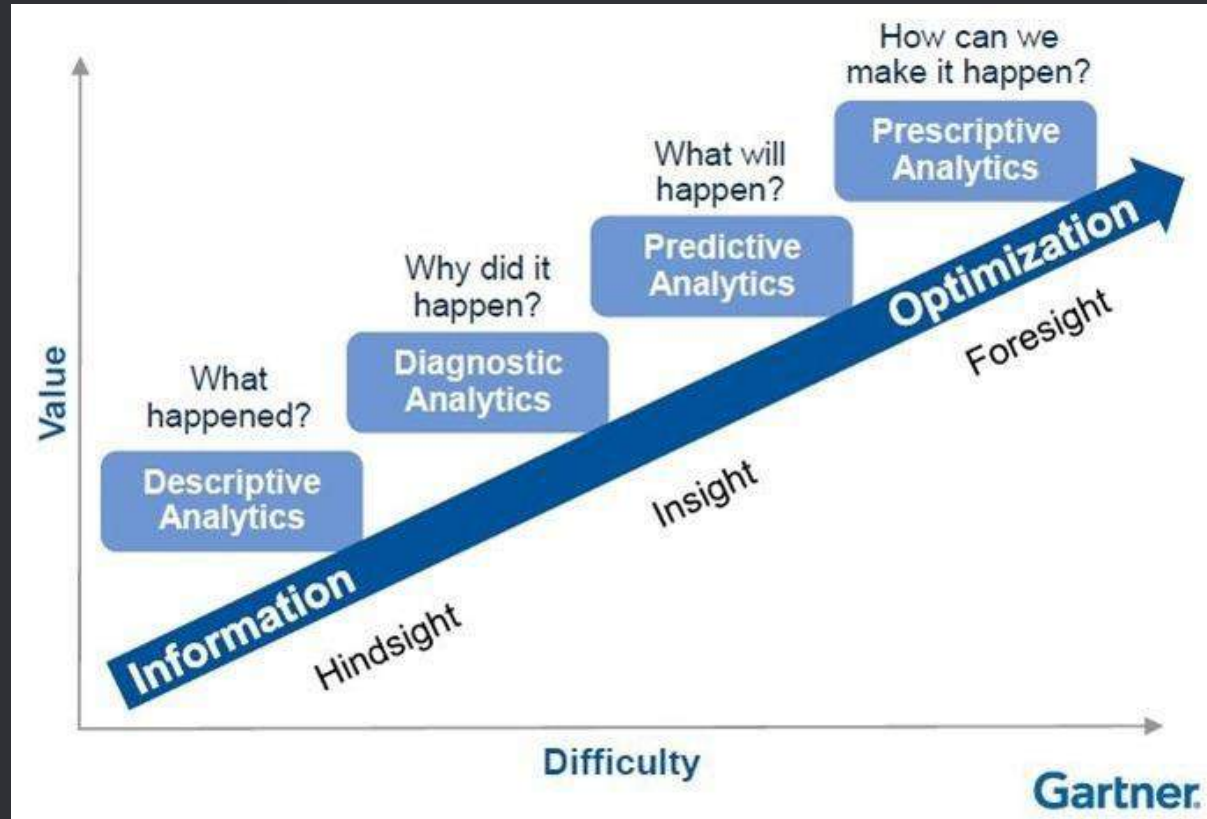 How can we
make it happen?
Prescriptive
Analytics
What will
happen?
Predictive
Analytics
Why did it
happen?
Diagnostic
Analytics
What
happened?
Descriptive
Analytics
Value
Information
Optimization
Hindsight
Insight
Foresight
Difficulty
Gartner.